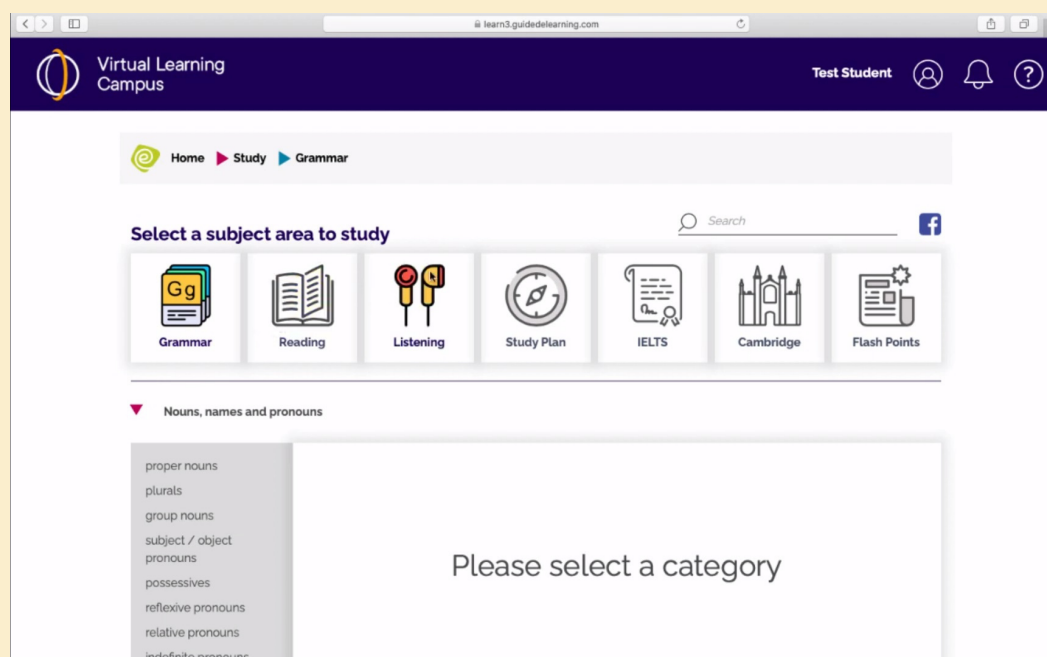 learn3.guidedelearning.com
Virtual Learning
Campus
Test Student
?
Home Study Grammar
Select a subject area to study
Search
f
Gg
Grammar
Reading
Listening
Study Plan
IELTS
Cambridge
Flash Points
Nouns, names and pronouns
proper nouns
plurals
group nouns
subject / object
pronouns
possessives
reflexive pronouns
relative pronouns
indefinite pronouns
Please select a category